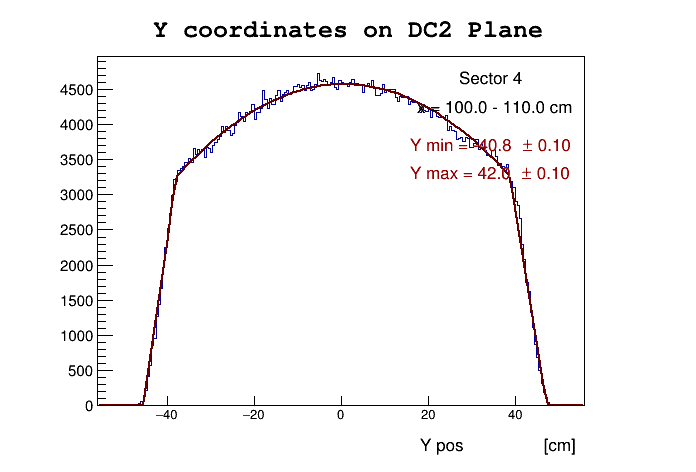 Y coordinates on DC2 Plane
Sector 4
x = 100.0 - 110.0 cm
Y min = -40.8 ± 0.10
Y max = 42.0 ± 0.10
4500
4000
3500
3000
2500
2000
1500
1000
500
0
−40 −20 0 20 40
Y pos [cm]